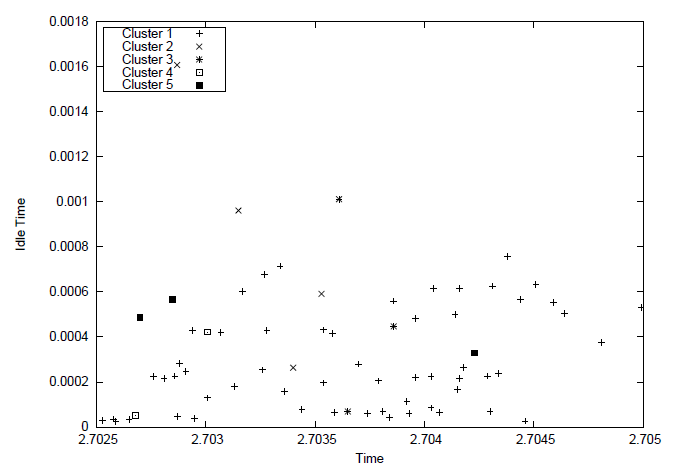 0.0018
Cluster 1
Cluster 2
Cluster 3
Cluster 4
Cluster 5
0.0016
0.0014
0.0012
0.001
0.0008
0.0006
0.0004
0.0002
0
Idle Time
2.7025 2.703 2.7035 2.704 2.7045 2.705
Time